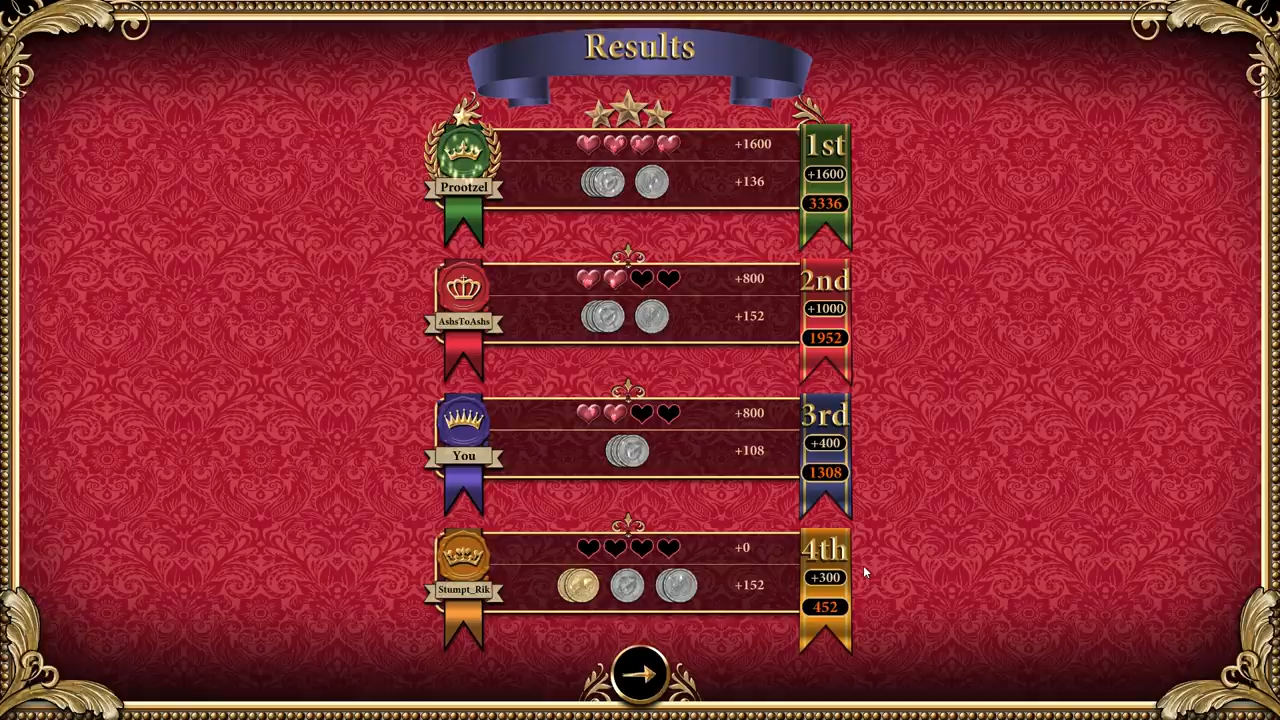 Results
+1600
1st
+1600
Prootzel
+136
3336
+800
2nd
+1000
AshsToAshs
+152
1952
+800
3rd
+400
You
+108
1308
+0
4th
+300
Stumpt_Rik
+152
452